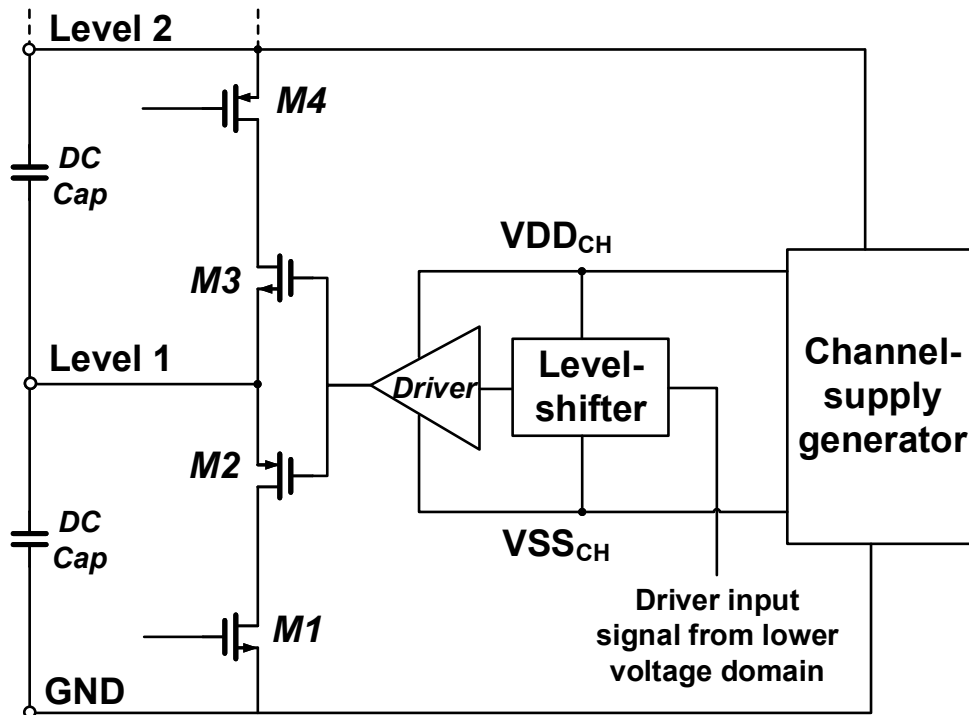 Level 2
M4
DC
Cap
VDDCH
M3
Level 1
Driver
Level-
shifter
Channel-
supply
generator
M2
DC
Cap
VSSCH
Driver input
signal from lower
voltage domain
M1
GND